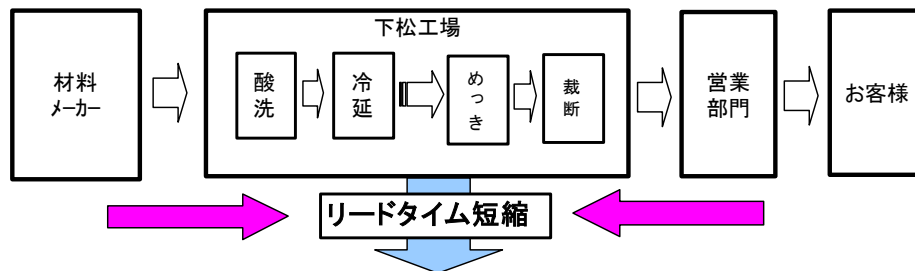 下松工場
材料
メーカー
酸
洗
冷
延
め
っ
き
裁
断
営業
部門
お客様
リードタイム短縮